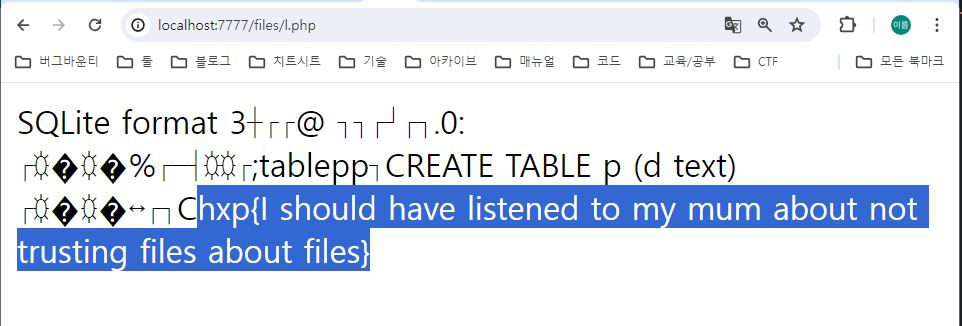 localhost:7777/files/l.php
이름
버그바운티 툴 블로그 치트시트 기술 아카이브 매뉴얼 코드 교육/공부 CTF 모든 북마크
SQLite format 3┼┌┌@ ┐┐┌┘┌┐.0:
┌☼�☼�%┌─┤☼☼┌;tablepp┐CREATE TABLE p (d text)
┌☼�☼�↔┌┐Chxp{I should have listened to my mum about not
trusting files about files}